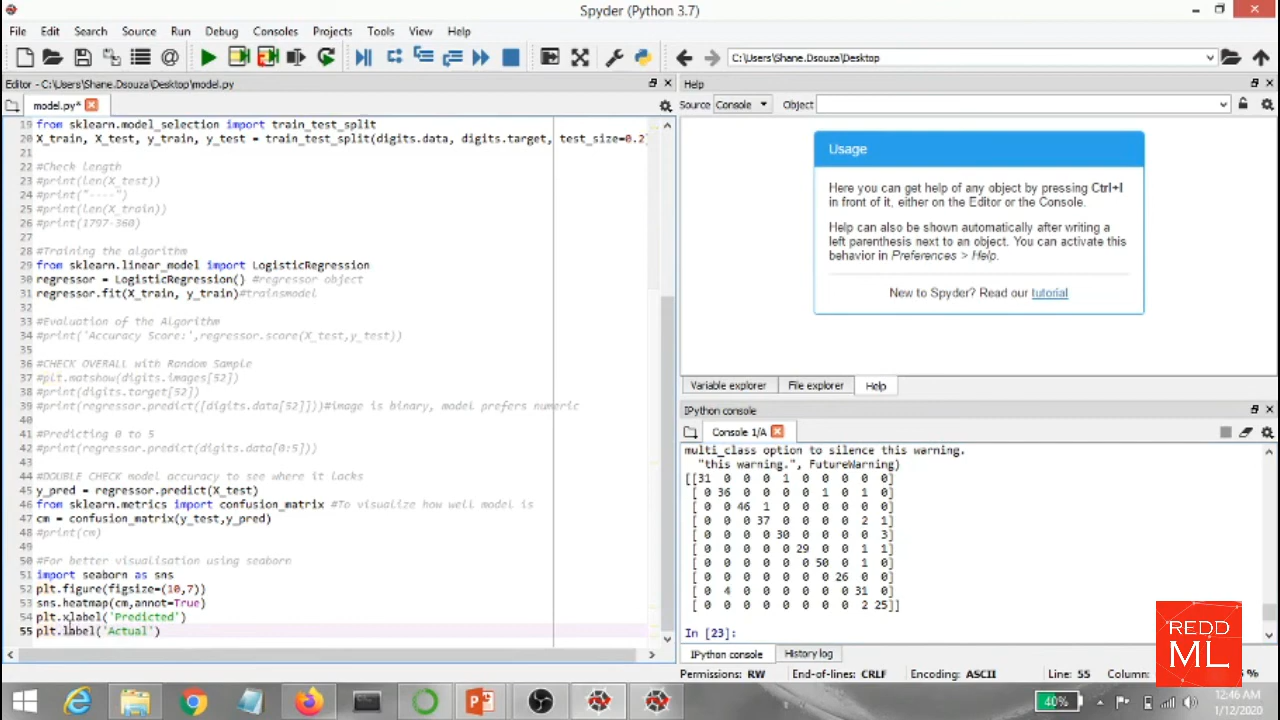 Spyder (Python 3.7)
File Edit Search Source Run Debug Consoles Projects Tools View Help
C:\Users\Shane.Dsouza\Desktop
Editor - C:\Users\Shane.Dsouza\Desktop\model.py
model.py*
19 from sklearn.model_selection import train_test_split
20 X_train, X_test, y_train, y_test = train_test_split(digits.data, digits.target, test_size=0.2
21
22 #Check length
23 #print(len(X_test))
24 #print("----")
25 #print(len(X_train))
26 #print(1797-360)
27
28 #Training the algorithm
29 from sklearn.linear_model import LogisticRegression
30 regressor = LogisticRegression() #regressor object
31 regressor.fit(X_train, y_train)#trainsmodel
32
33 #Evaluation of the Algorithm
34 #print('Accuracy Score:',regressor.score(X_test,y_test))
35
36 #CHECK OVERALL with Random Sample
37 #plt.matshow(digits.images[52])
38 #print(digits.target[52])
39 #print(regressor.predict([digits.data[52]]))#image is binary, model prefers numeric
40
41 #Predicting 0 to 5
42 #print(regressor.predict(digits.data[0:5]))
43
44 #DOUBLE CHECK model accuracy to see where it lacks
45 y_pred = regressor.predict(X_test)
46 from sklearn.metrics import confusion_matrix #To visualize how well model is
47 cm = confusion_matrix(y_test,y_pred)
48 #print(cm)
49
50 #For better visualisation using seaborn
51 import seaborn as sns
52 plt.figure(figsize=(10,7))
53 sns.heatmap(cm,annot=True)
54 plt.xlabel('Predicted')
55 plt.label('Actual')
Help
Source Console Object
Usage
Here you can get help of any object by pressing Ctrl+I
in front of it, either on the Editor or the Console.
Help can also be shown automatically after writing a
left parenthesis next to an object. You can activate this
behavior in Preferences > Help.
New to Spyder? Read our tutorial
Variable explorer File explorer Help
IPython console
Console 1/A
multi_class option to silence this warning.
"this warning.", FutureWarning)
[[31 0 0 0 1 0 0 0 0 0]
[ 0 36 0 0 0 0 1 0 1 0]
[ 0 0 46 1 0 0 0 0 0 0]
[ 0 0 0 37 0 0 0 0 2 1]
[ 0 0 0 0 30 0 0 0 0 3]
[ 0 0 0 0 0 29 0 0 1 1]
[ 0 0 0 0 0 0 50 0 1 0]
[ 0 0 0 0 0 0 0 26 0 0]
[ 0 4 0 0 0 0 0 0 31 0]
[ 0 0 0 0 0 0 0 0 2 25]]
In [23]:
IPython console History log
Permissions: RW End-of-lines: CRLF Encoding: ASCII Line: 55 Column: %
REDD
ML
40%
12:46 AM
1/12/2020